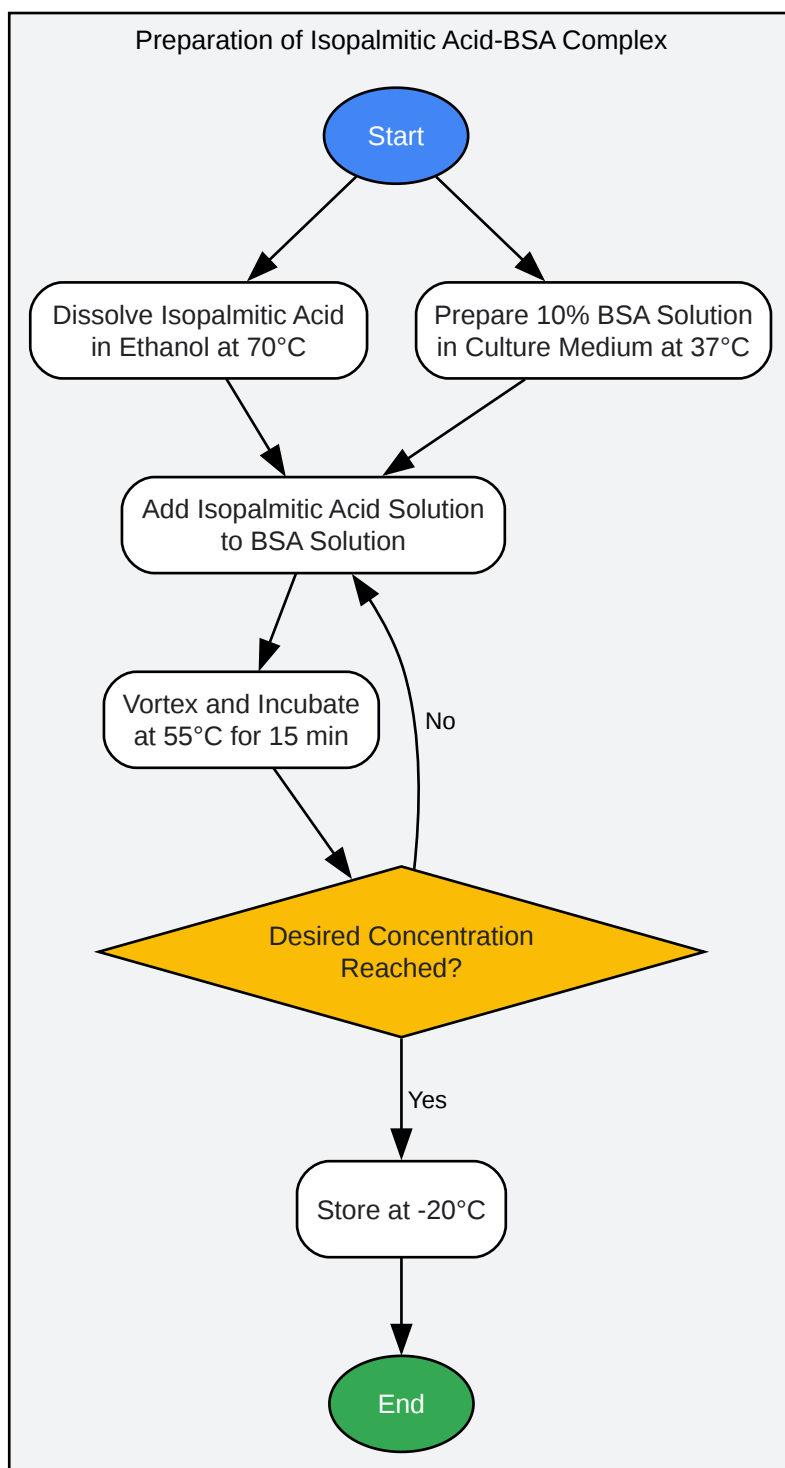 Preparation of Isopalmitic Acid-BSA Complex
Start
Dissolve Isopalmitic Acid
in Ethanol at 70°C
Prepare 10% BSA Solution
in Culture Medium at 37°C
Add Isopalmitic Acid Solution
to BSA Solution
Vortex and Incubate
at 55°C for 15 min
No
Desired Concentration
Reached?
Yes
Store at -20°C
End